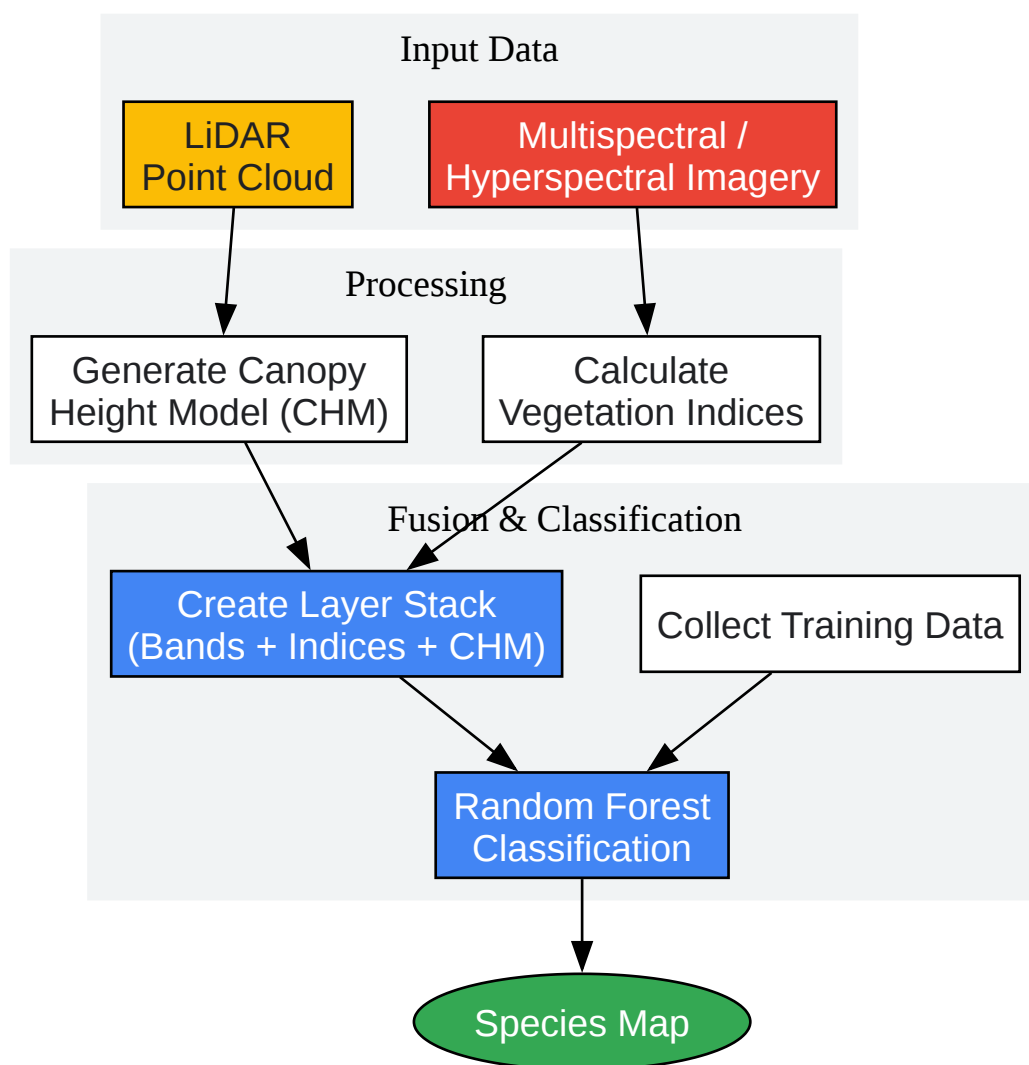 Input Data
LiDAR
Point Cloud
Multispectral /
Hyperspectral Imagery
Processing
Generate Canopy
Height Model (CHM)
Calculate
Vegetation Indices
Fusion & Classification
Create Layer Stack
(Bands + Indices + CHM)
Collect Training Data
Random Forest
Classification
Species Map